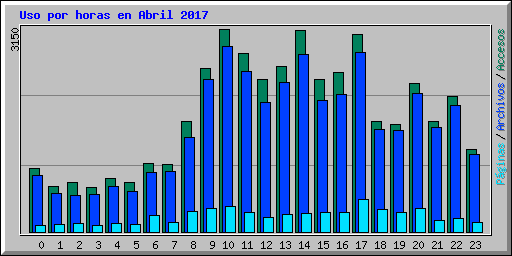 Uso por horas en Abril 2017
3150
Páginas / Archivos / Accesos
0 1 2 3 4 5 6 7 8 9 10 11 12 13 14 15 16 17 18 19 20 21 22 23